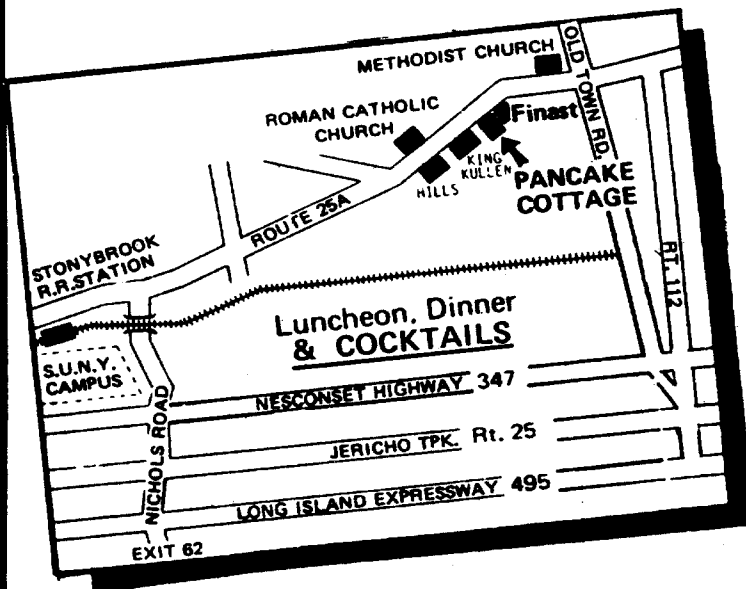 METHODIST CHURCH
OLD TOWN RD.
ROMAN CATHOLIC
CHURCH
Finast
KING
KULLEN
HILLS
PANCAKE
COTTAGE
ROUTE 25A
STONYBROOK
R.R.STATION
RT. 112
Luncheon, Dinner
& COCKTAILS
S.U.N.Y.
CAMPUS
NESCONSET HIGHWAY 347
NICHOLS ROAD
JERICHO TPK. Rt. 25
LONG ISLAND EXPRESSWAY 495
EXIT 62